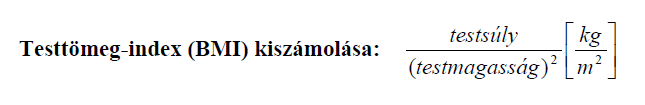 Testtömeg-index (BMI) kiszámolása: testsúly / (testmagasság)² [kg / m²]